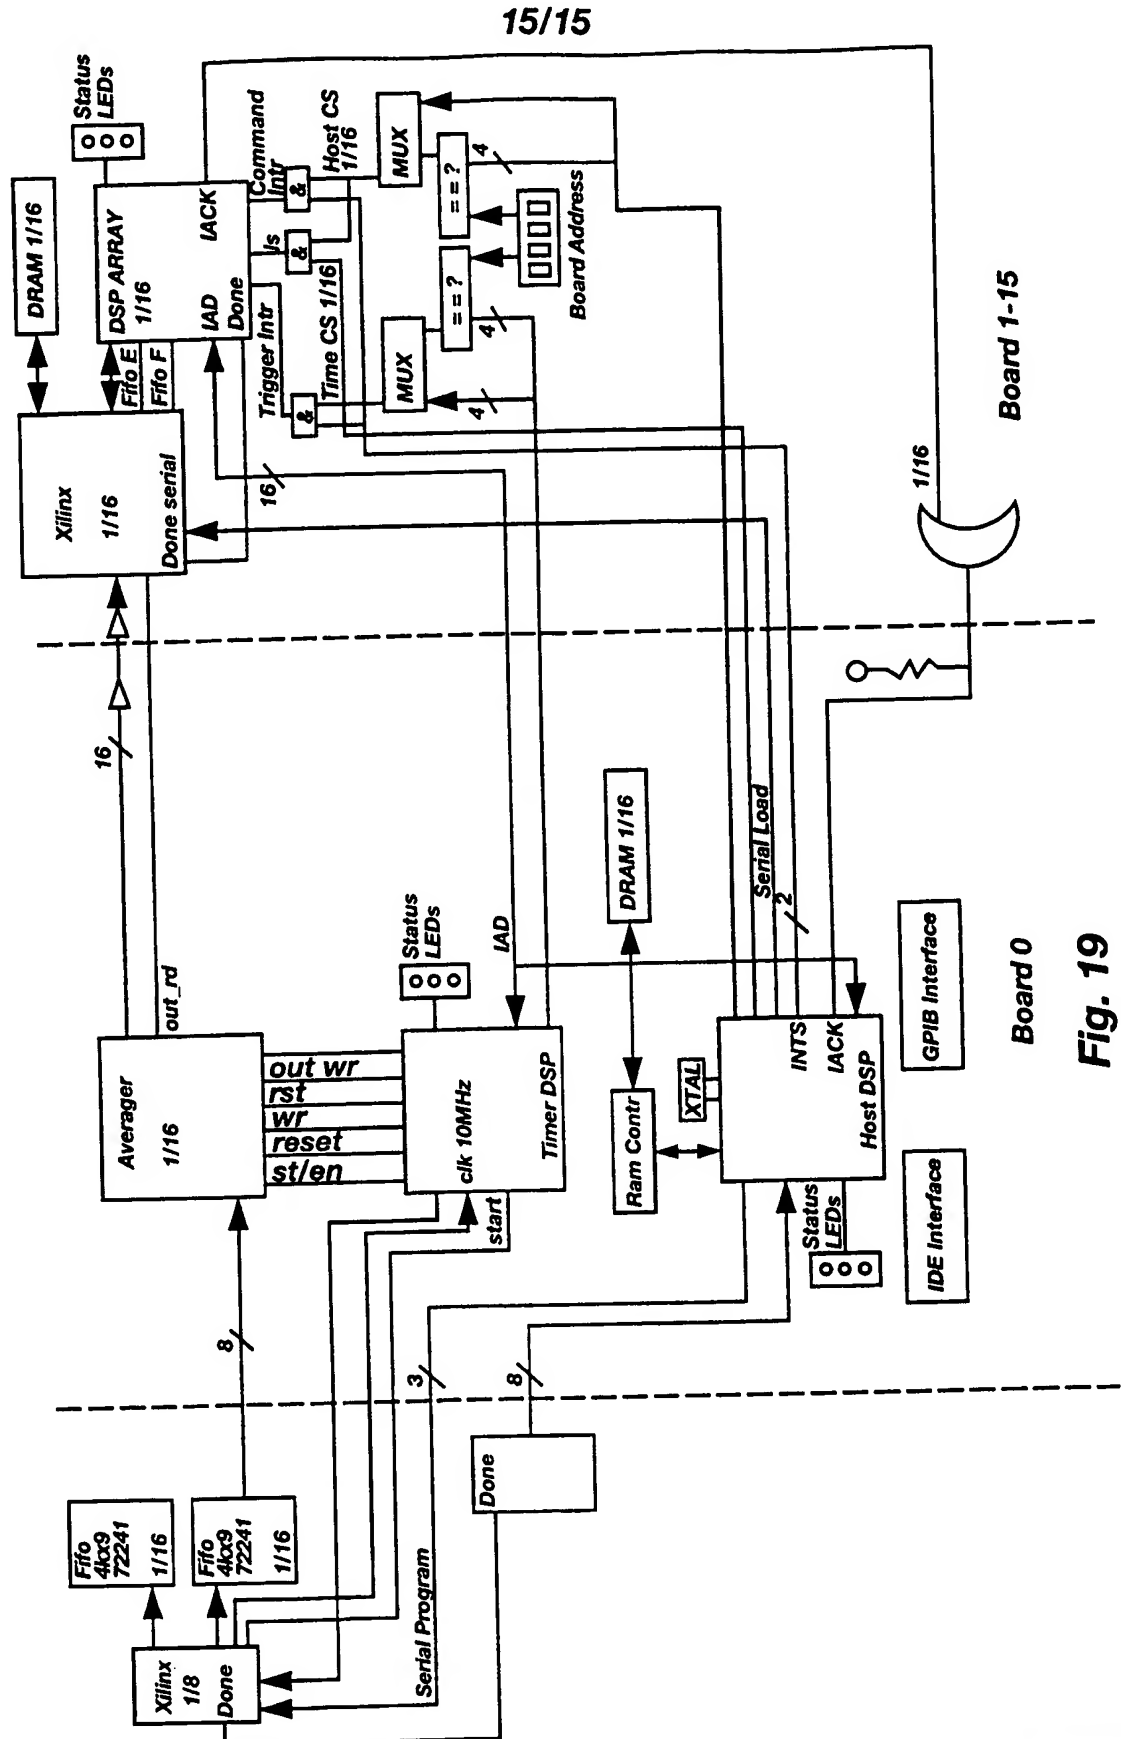 15/15
Fifo
4kx9
72241
1/16
Fifo
4kx9
72241
1/16
Xilinx
1/8
Done
Serial Program
Done
8
3
8
Averager
1/16
out_rd
16
out wr
rst
wr
reset
st/en
clk 10MHz
start
Timer DSP
Status
LEDs
IAD
DRAM 1/16
Ram Contr
XTAL
Serial Load
2
INTS
IACK
Host DSP
Status
LEDs
IDE Interface
GPIB Interface
Board 0
Fig. 19
Xilinx
1/16
Done serial
DRAM 1/16
Fifo E
Fifo F
DSP ARRAY
1/16
IAD
Done
IACK
Status
LEDs
16
Trigger Intr
Is
Command
Intr
&
&
&
Time CS 1/16
Host CS
1/16
MUX
MUX
= = ?
= = ?
4
4
4
Board Address
1/16
Board 1-15